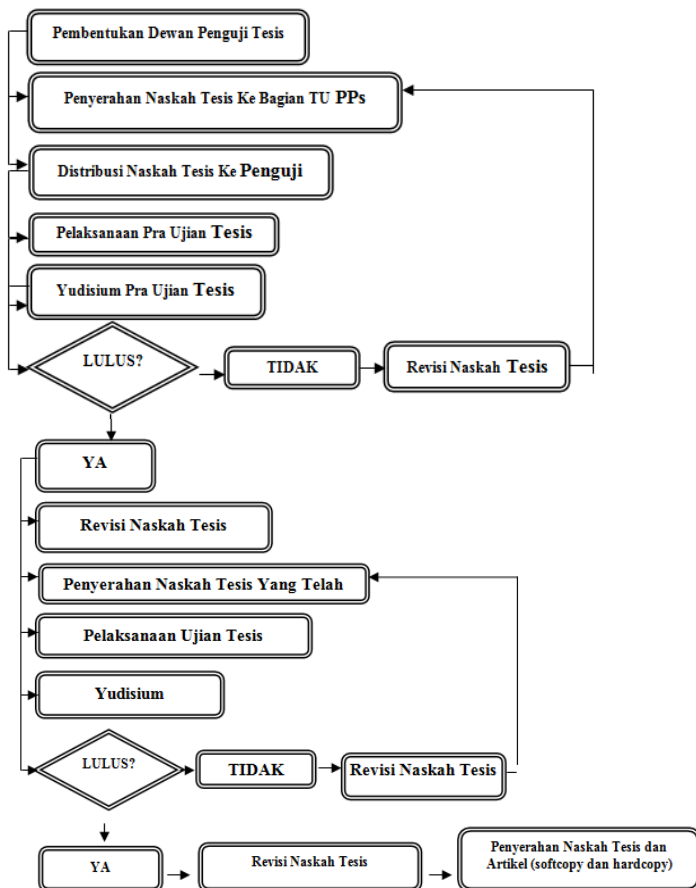 Pembentukan Dewan Penguji Tesis
Penyerahan Naskah Tesis Ke Bagian TU PPs
Distribusi Naskah Tesis Ke Penguji
Pelaksanaan Pra Ujian Tesis
Yudisium Pra Ujian Tesis
LULUS?
TIDAK
Revisi Naskah Tesis
YA
Revisi Naskah Tesis
Penyerahan Naskah Tesis Yang Telah
Pelaksanaan Ujian Tesis
Yudisium
LULUS?
TIDAK
Revisi Naskah Tesis
YA
Revisi Naskah Tesis
Penyerahan Naskah Tesis dan
Artikel (softcopy dan hardcopy)